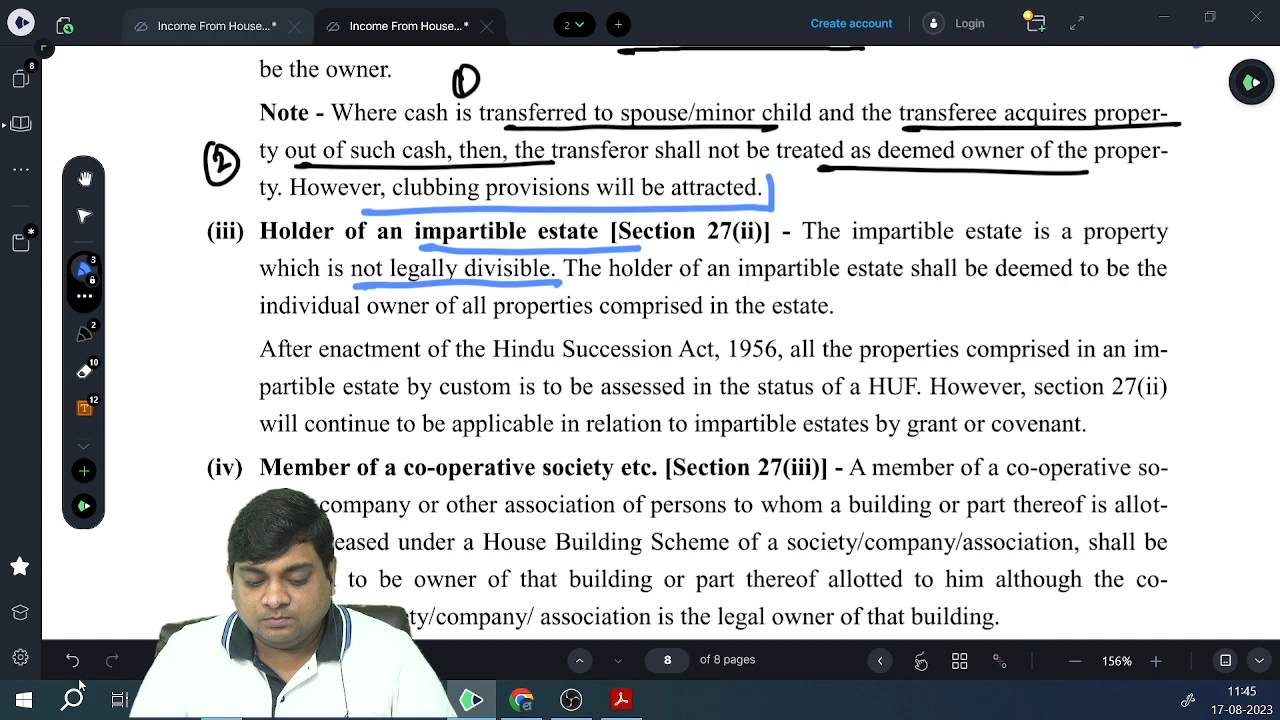 Income From House...*
Income From House...*
2
Create account
Login
be the owner.
1
Note - Where cash is transferred to spouse/minor child and the transferee acquires proper-
2
ty out of such cash, then, the transferor shall not be treated as deemed owner of the proper-
ty. However, clubbing provisions will be attracted.
(iii) Holder of an impartible estate [Section 27(ii)] - The impartible estate is a property
which is not legally divisible. The holder of an impartible estate shall be deemed to be the
individual owner of all properties comprised in the estate.
After enactment of the Hindu Succession Act, 1956, all the properties comprised in an im-
partible estate by custom is to be assessed in the status of a HUF. However, section 27(ii)
will continue to be applicable in relation to impartible estates by grant or covenant.
(iv) Member of a co-operative society etc. [Section 27(iii)] - A member of a co-operative so-
company or other association of persons to whom a building or part thereof is allot-
eased under a House Building Scheme of a society/company/association, shall be
to be owner of that building or part thereof allotted to him although the co-
ty/company/ association is the legal owner of that building.
8
3
2
10
12
8
of 8 pages
156%
11:45
17-08-2023